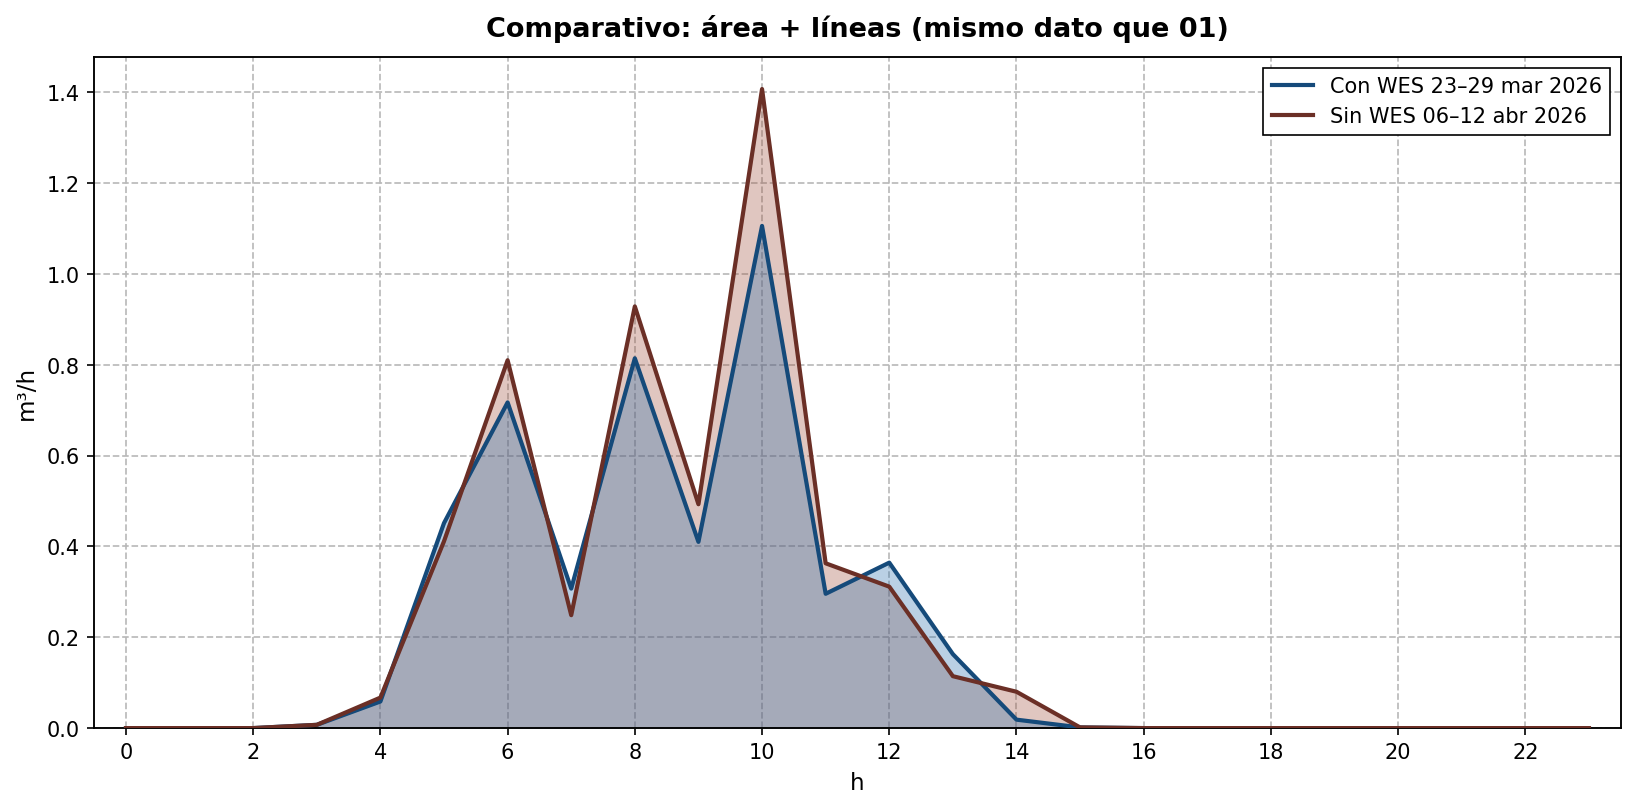 Comparativo: área + líneas (mismo dato que 01)
Con WES 23–29 mar 2026
Sin WES 06–12 abr 2026
m³/h
1.4
1.2
1.0
0.8
0.6
0.4
0.2
0.0
0 2 4 6 8 10 12 14 16 18 20 22
h